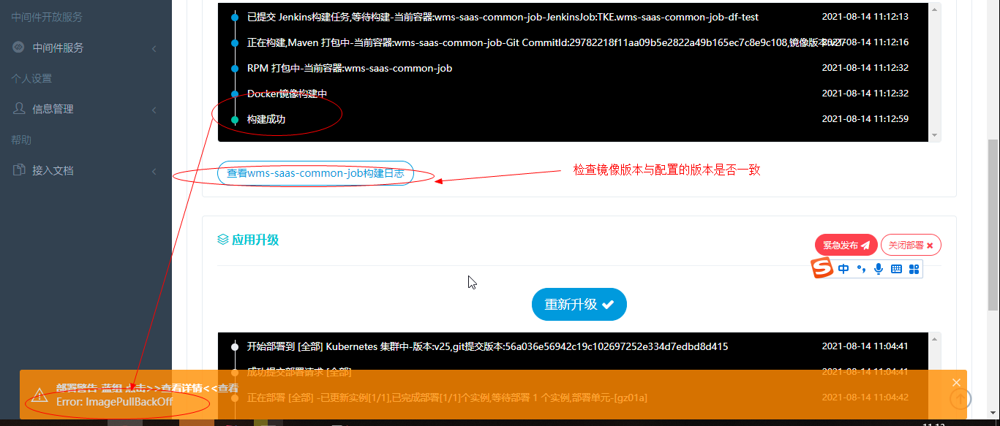 中间件开放服务
中间件服务
个人设置
信息管理
帮助
接入文档
已提交 Jenkins构建任务,等待构建-当前容器:wms-saas-common-job-JenkinsJob:TKE.wms-saas-common-job-df-test 2021-08-14 11:12:13
正在构建,Maven 打包中-当前容器:wms-saas-common-job-Git CommitId:29782218f11aa09b5e2822a49b165ec7c8e9c108,镜像版本:v27- 2021-08-14 11:12:16
RPM 打包中-当前容器:wms-saas-common-job 2021-08-14 11:12:32
Docker镜像构建中 2021-08-14 11:12:32
构建成功 2021-08-14 11:12:59
查看wms-saas-common-job构建日志
检查镜像版本与配置的版本是否一致
应用升级
紧急发布
关闭部署
中
重新升级
开始部署到 [全部] Kubernetes 集群中-版本:v25,git提交版本:56a036e56942c19c102697252e334d7edbd8d415 2021-08-14 11:04:41
成功提交部署请求 [全部] 2021-08-14 11:04:41
正在部署 [全部] -已更新实例[1/1],已完成部署[1/1]个实例,等待部署 1 个实例,部署单元-[gz01a] 2021-08-14 11:04:42
部署警告 蓝组 点击>>查看详情<<查看
Error: ImagePullBackOff